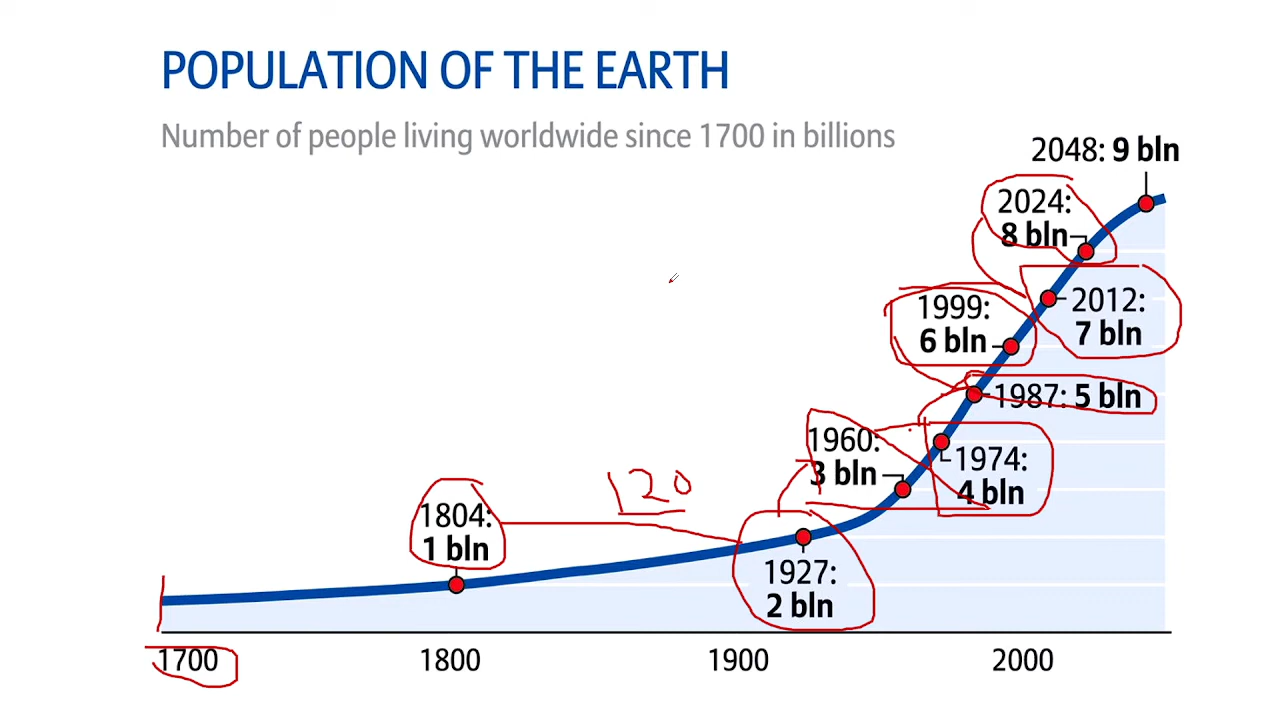 POPULATION OF THE EARTH
Number of people living worldwide since 1700 in billions
2048: 9 bln
2024:
8 bln
2012:
7 bln
1999:
6 bln
1987: 5 bln
1974:
4 bln
1960:
3 bln
120
1927:
2 bln
1804:
1 bln
1700 1800 1900 2000